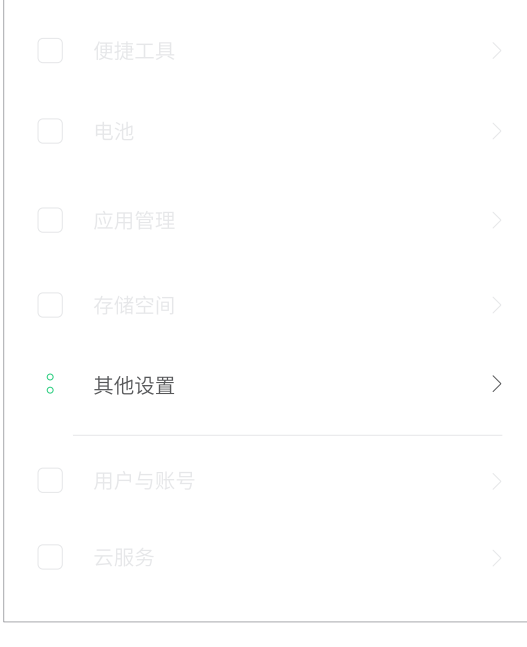 便捷工具
电池
应用管理
存储空间
其他设置
用户与账号
云服务